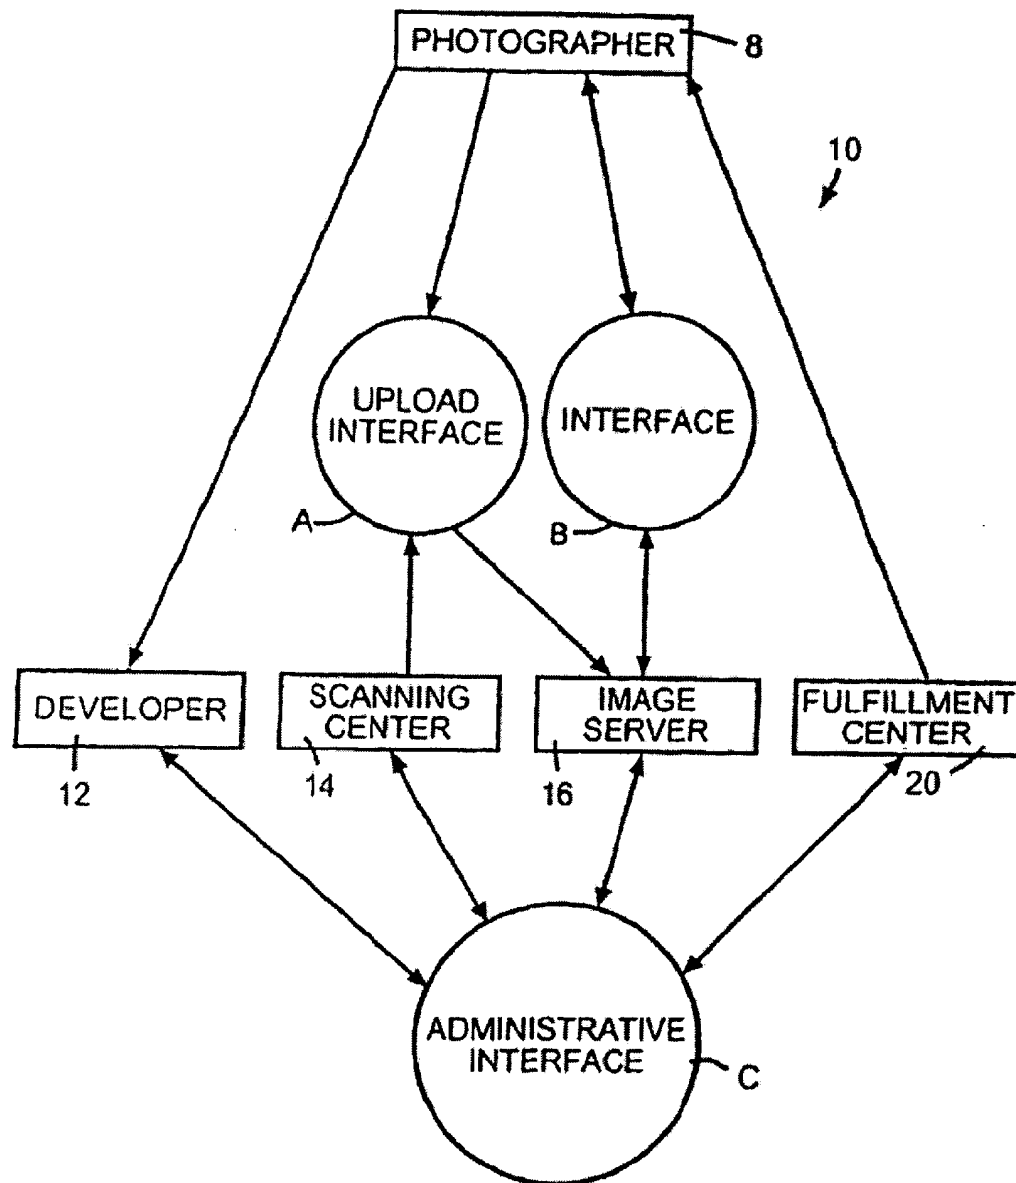 PHOTOGRAPHER
8
10
UPLOAD
INTERFACE
INTERFACE
A
B
DEVELOPER
SCANNING
CENTER
IMAGE
SERVER
FULFILLMENT
CENTER
12
14
16
20
ADMINISTRATIVE
INTERFACE
C